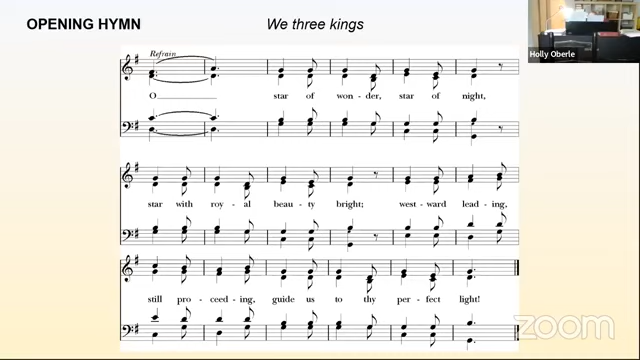 OPENING HYMN
We three kings
Holly Oberle
Refrain
O star of won - der, star of night,
star with roy - al beau - ty bright; west - ward lead - ing,
still pro - ceed - ing, guide us to thy per - fect light!
zoom